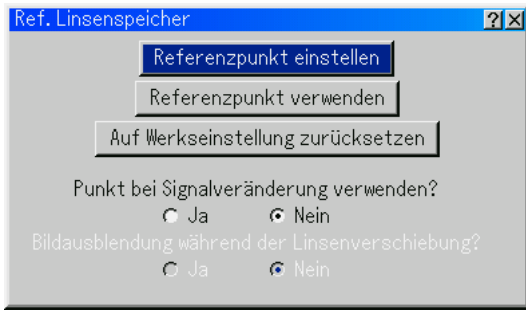 Ref. Linsenspeicher ? X
Referenzpunkt einstellen
Referenzpunkt verwenden
Auf Werkseinstellung zurücksetzen
Punkt bei Signalveränderung verwenden?
Ja Nein
Bildausblendung während der Linsenverschiebung?
Ja Nein